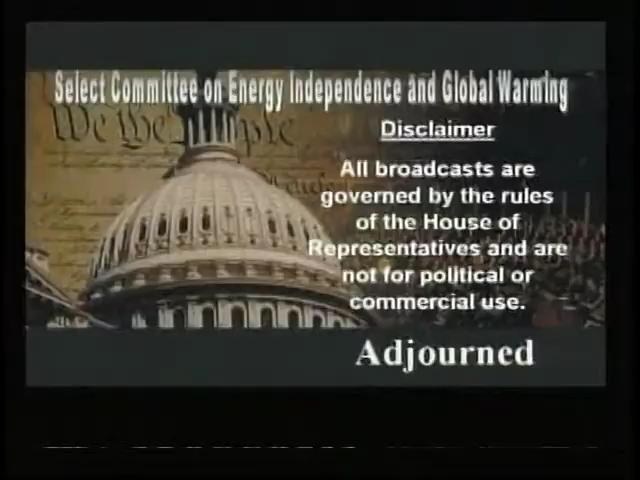 Select Committee on Energy Independence and Global Warming
We the People
Disclaimer
All broadcasts are
governed by the rules
of the House of
Representatives and are
not for political or
commercial use.
Adjourned